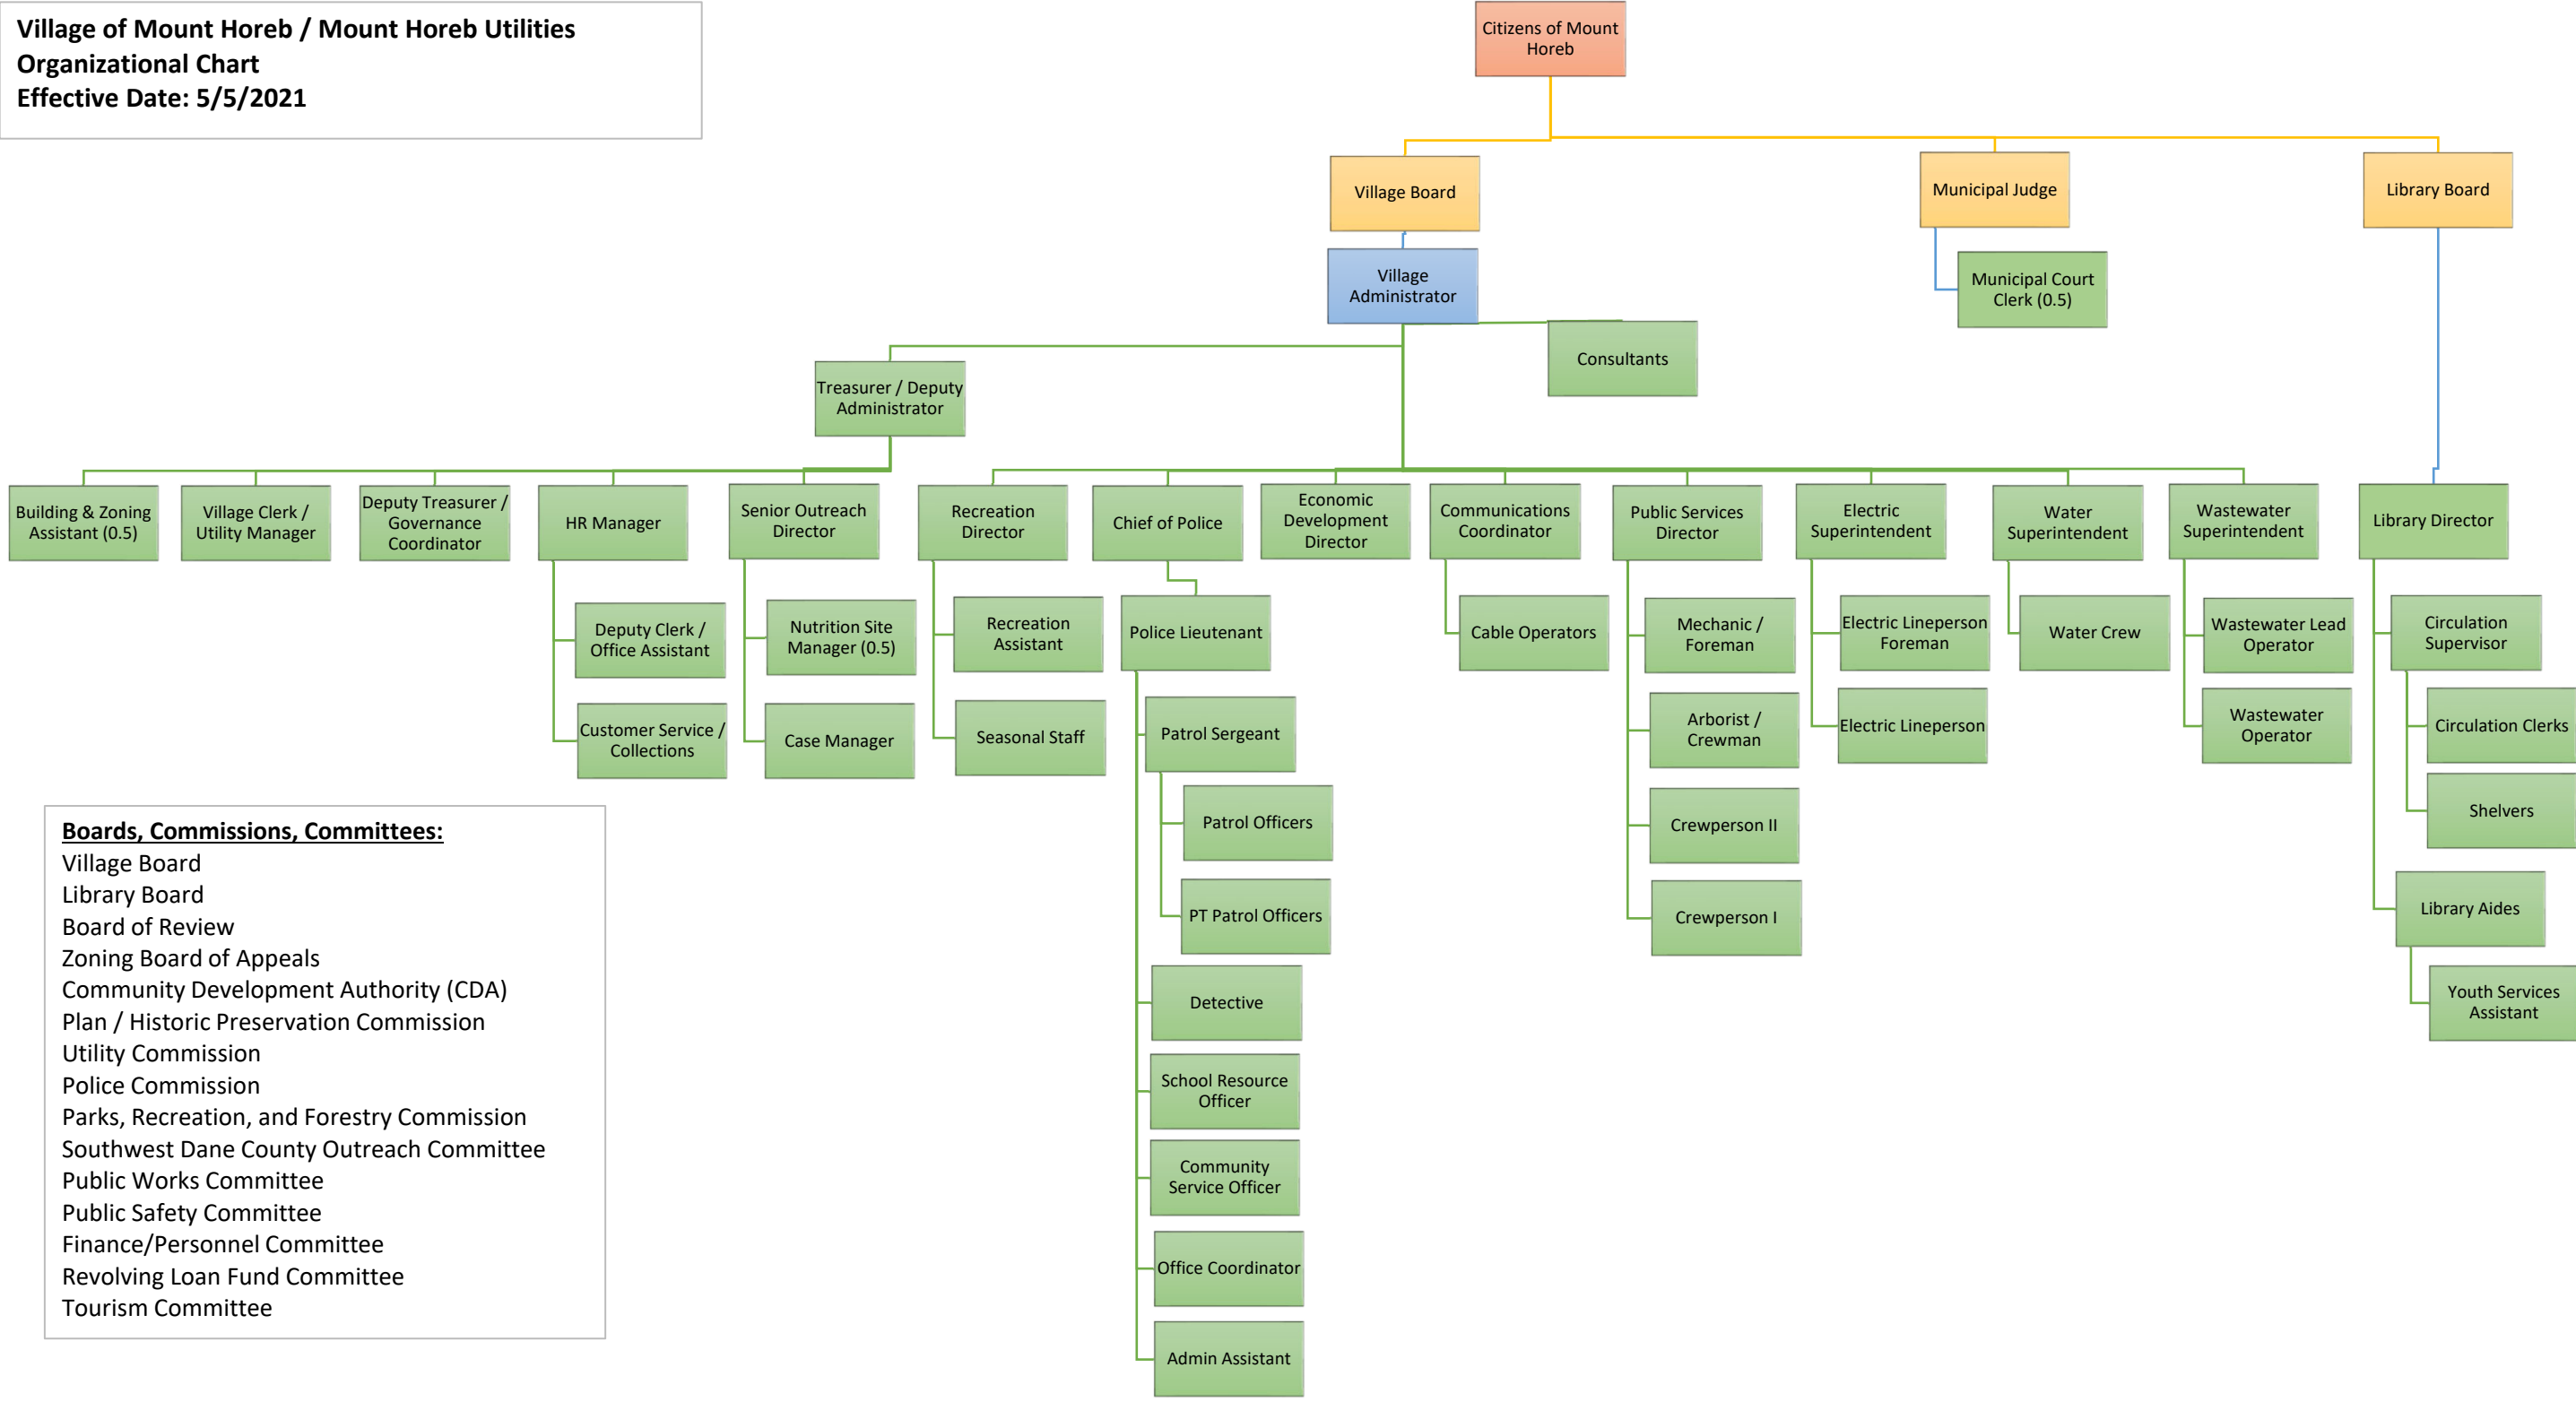 Village of Mount Horeb / Mount Horeb Utilities
Organizational Chart
Effective Date: 5/5/2021
Citizens of Mount
Horeb
Village Board
Municipal Judge
Library Board
Village
Administrator
Municipal Court
Clerk (0.5)
Consultants
Treasurer / Deputy
Administrator
Building & Zoning
Assistant (0.5)
Village Clerk /
Utility Manager
Deputy Treasurer /
Governance
Coordinator
HR Manager
Senior Outreach
Director
Recreation
Director
Chief of Police
Economic
Development
Director
Communications
Coordinator
Public Services
Director
Electric
Superintendent
Water
Superintendent
Wastewater
Superintendent
Library Director
Deputy Clerk /
Office Assistant
Customer Service /
Collections
Nutrition Site
Manager (0.5)
Case Manager
Recreation
Assistant
Seasonal Staff
Police Lieutenant
Patrol Sergeant
Patrol Officers
PT Patrol Officers
Detective
School Resource
Officer
Community
Service Officer
Office Coordinator
Admin Assistant
Cable Operators
Mechanic /
Foreman
Arborist /
Crewman
Crewperson II
Crewperson I
Electric Lineperson
Foreman
Electric Lineperson
Water Crew
Wastewater Lead
Operator
Wastewater
Operator
Circulation
Supervisor
Circulation Clerks
Shelvers
Library Aides
Youth Services
Assistant
Boards, Commissions, Committees:
Village Board
Library Board
Board of Review
Zoning Board of Appeals
Community Development Authority (CDA)
Plan / Historic Preservation Commission
Utility Commission
Police Commission
Parks, Recreation, and Forestry Commission
Southwest Dane County Outreach Committee
Public Works Committee
Public Safety Committee
Finance/Personnel Committee
Revolving Loan Fund Committee
Tourism Committee